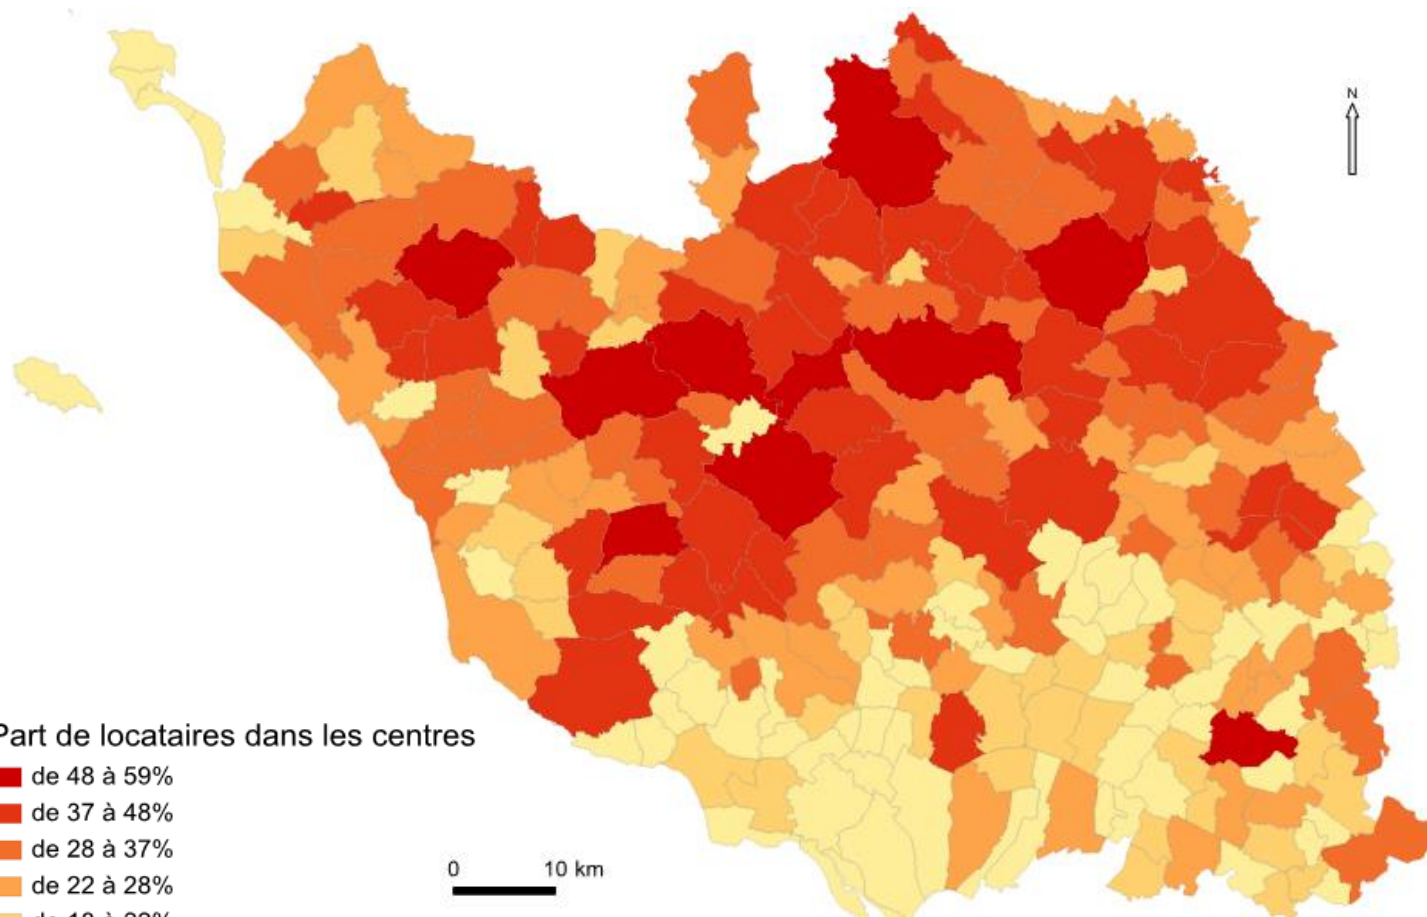 N
Part de locataires dans les centres
de 48 à 59%
de 37 à 48%
de 28 à 37%
de 22 à 28%
0 10 km